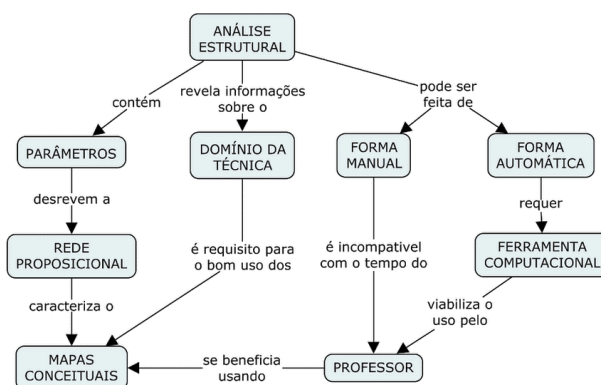 ANÁLISE
ESTRUTURAL
contém
revela informações
sobre o
pode ser
feita de
PARÂMETROS
DOMÍNIO DA
TÉCNICA
FORMA
MANUAL
FORMA
AUTOMÁTICA
desrevem a
requer
REDE
PROPOSICIONAL
é requisito para
o bom uso dos
é incompativel
com o tempo do
FERRAMENTA
COMPUTACIONAL
caracteriza o
viabiliza o
uso pelo
MAPAS
CONCEITUAIS
se beneficia
usando
PROFESSOR